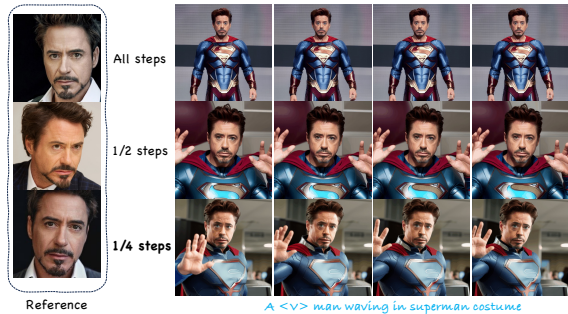 All steps
1/2 steps
1/4 steps
Reference
A <v> man waving in superman costume